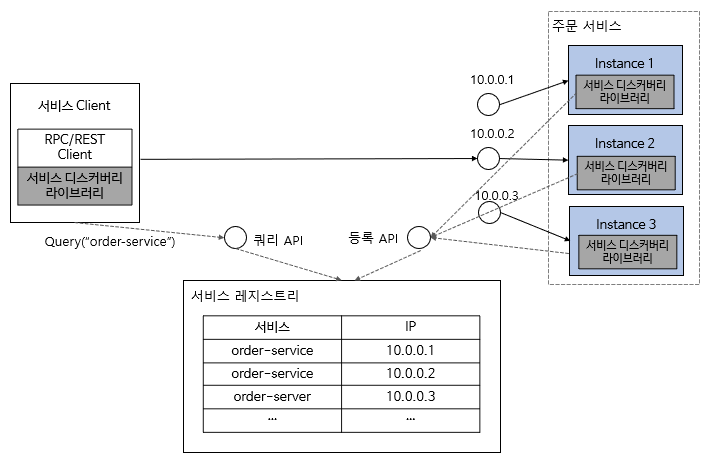 주문 서비스
10.0.0.1
Instance 1
서비스 디스커버리
라이브러리
서비스 Client
RPC/REST
Client
서비스 디스커버리
라이브러리
10.0.0.2
Instance 2
서비스 디스커버리
라이브러리
10.0.0.3
Instance 3
서비스 디스커버리
라이브러리
Query("order-service")
쿼리 API
등록 API
서비스 레지스트리
서비스 IP
order-service 10.0.0.1
order-service 10.0.0.2
order-server 10.0.0.3
... ...